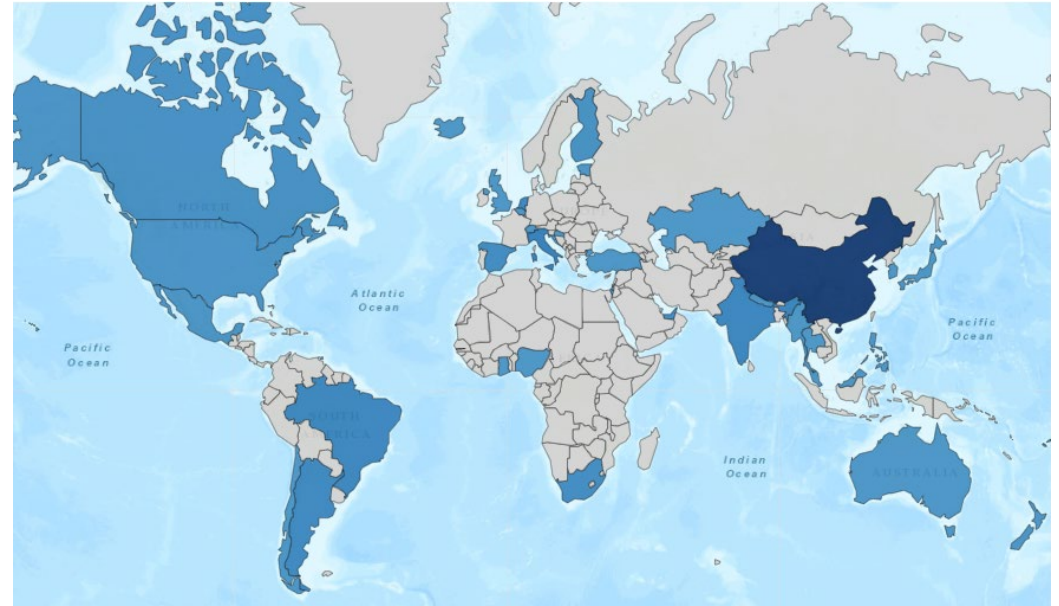 NORTH
AMERICA
Atlantic
Ocean
Pacific
Ocean
Pacific
Ocean
SOUTH
AMERICA
Indian
Ocean
AUSTRALIA